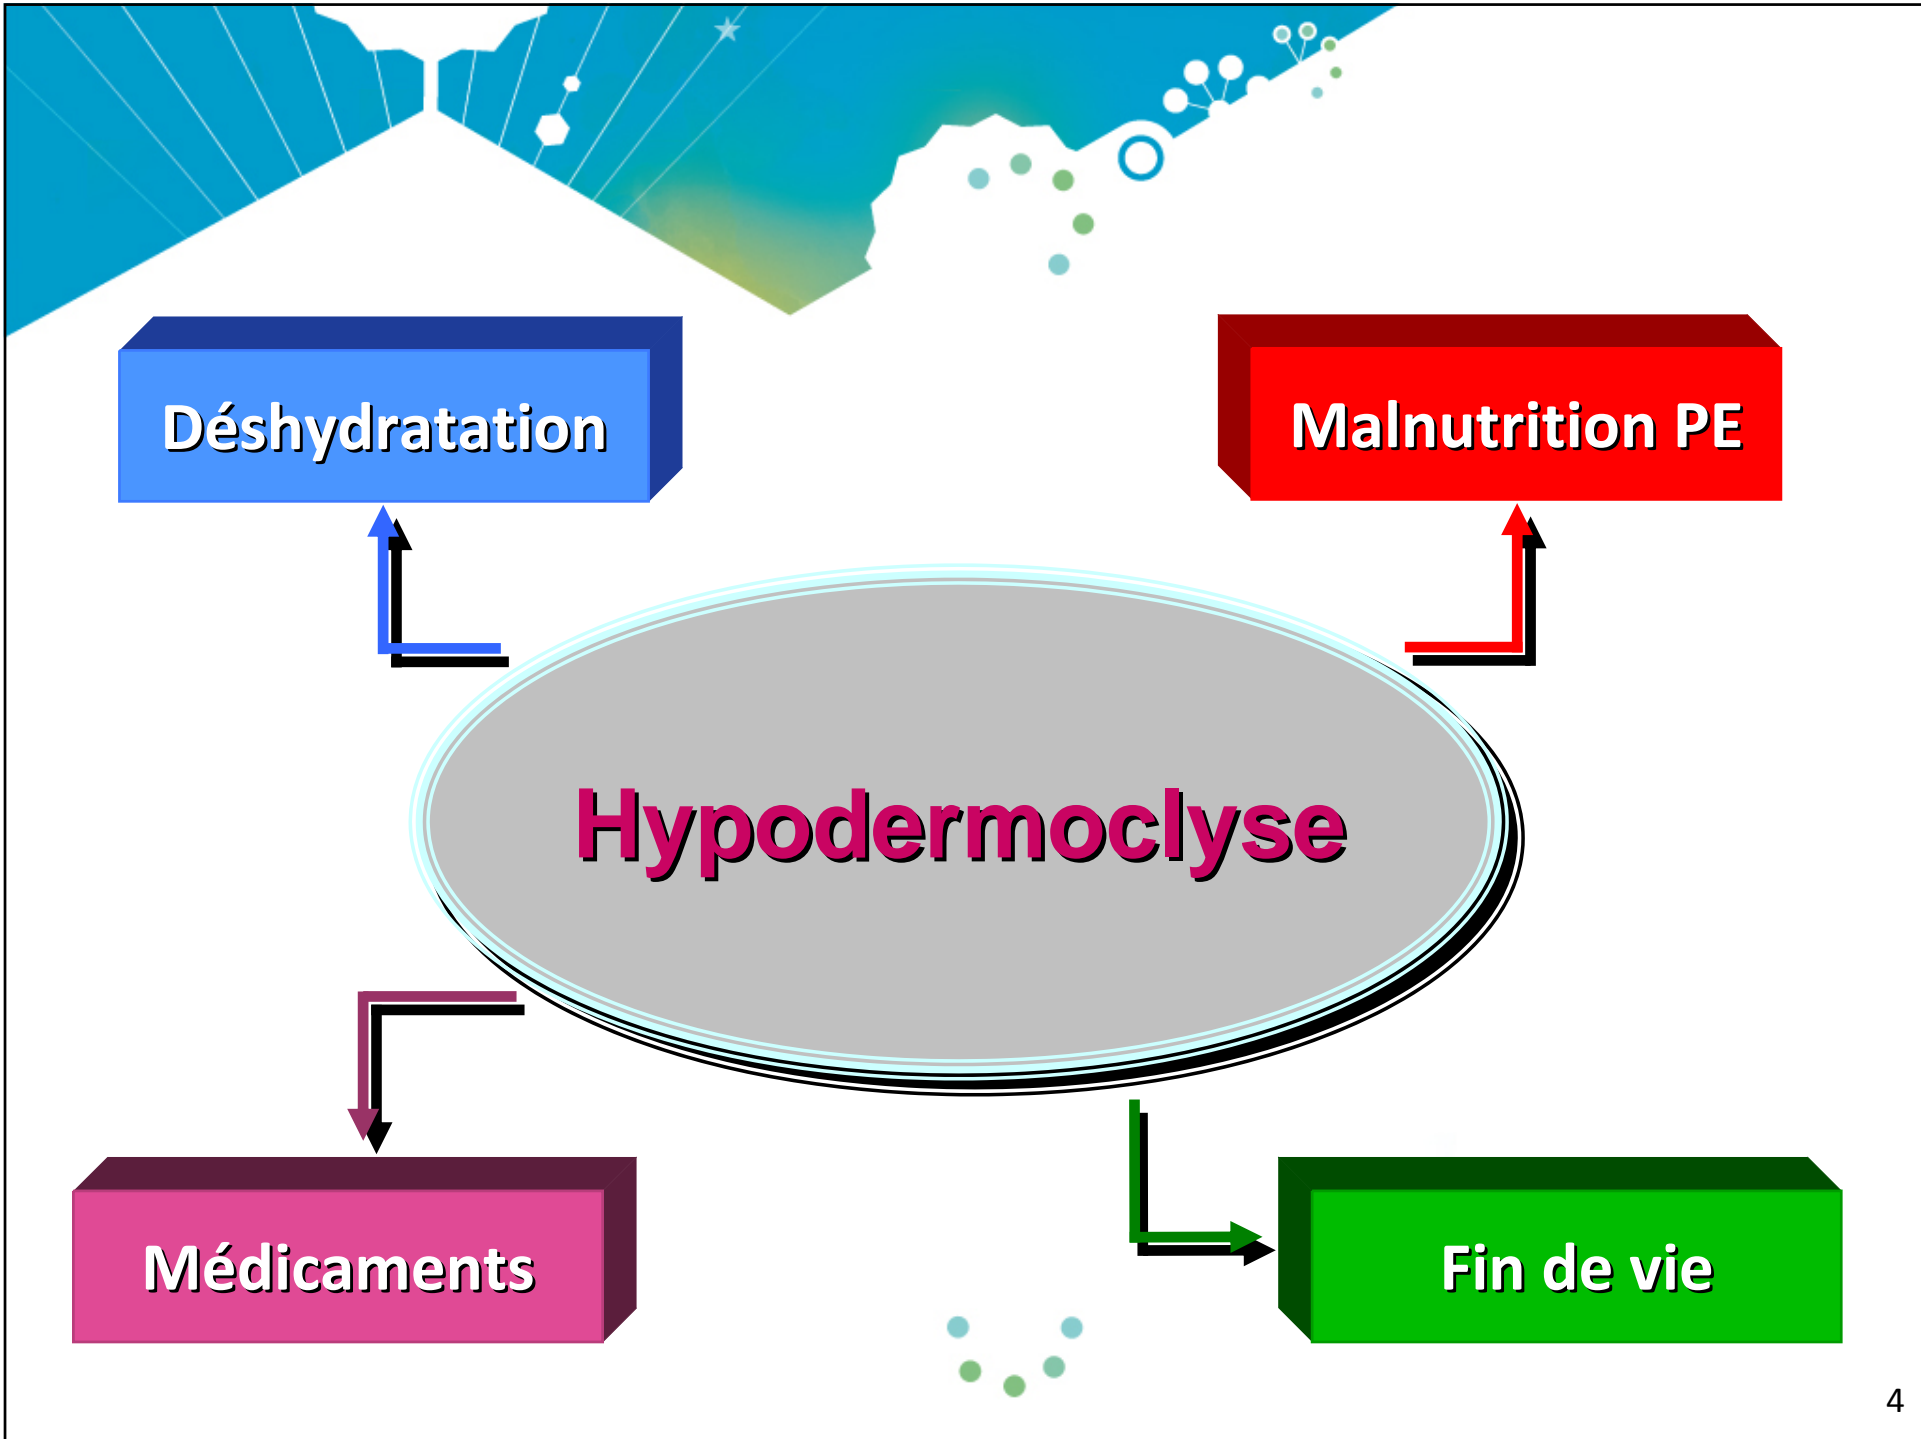 Déshydratation
Malnutrition PE
Hypodermoclyse
Médicaments
Fin de vie
4